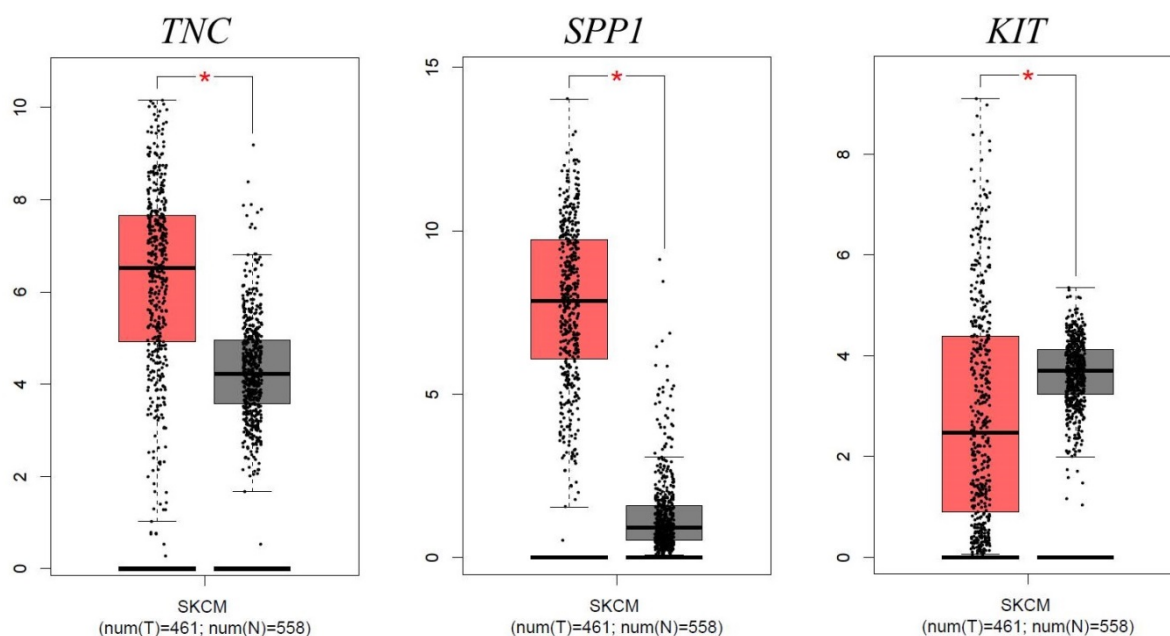 TNC
SPP1
KIT
*
*
*
10
8
6
4
2
0
15
10
5
0
8
6
4
2
0
SKCM
(num(T)=461; num(N)=558)
SKCM
(num(T)=461; num(N)=558)
SKCM
(num(T)=461; num(N)=558)